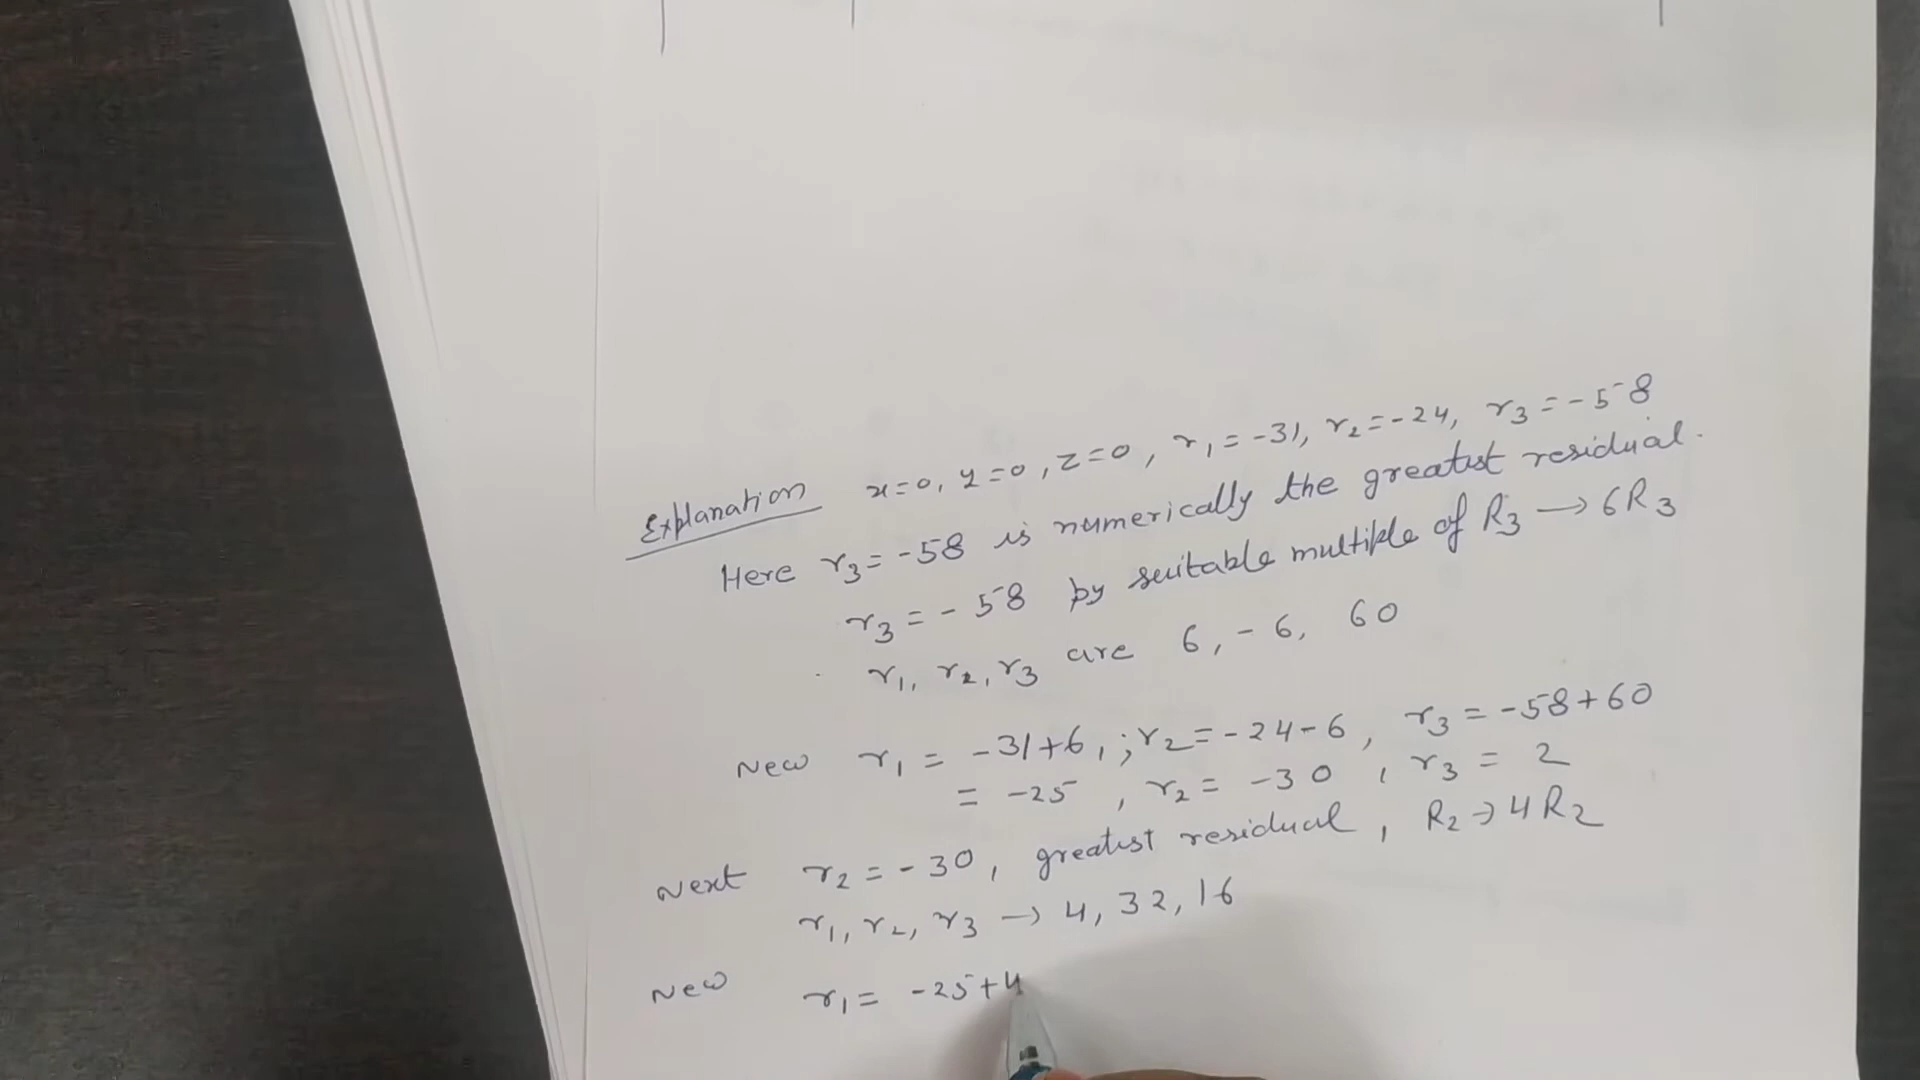 Explanation x=0, y=0, z=0, r₁=-31, r₂=-24, r₃=-58
Here r₃=-58 is numerically the greatest residual.
r₃=-58 by suitable multiple of R₃ → 6R₃
r₁, r₂, r₃ are 6, -6, 60
New r₁ = -31+6, ; r₂=-24-6, r₃=-58+60
= -25, r₂= -30, r₃ = 2
Next r₂=-30, greatest residual, R₂→4R₂
r₁, r₂, r₃ → 4, 32, 16
New r₁= -25+4